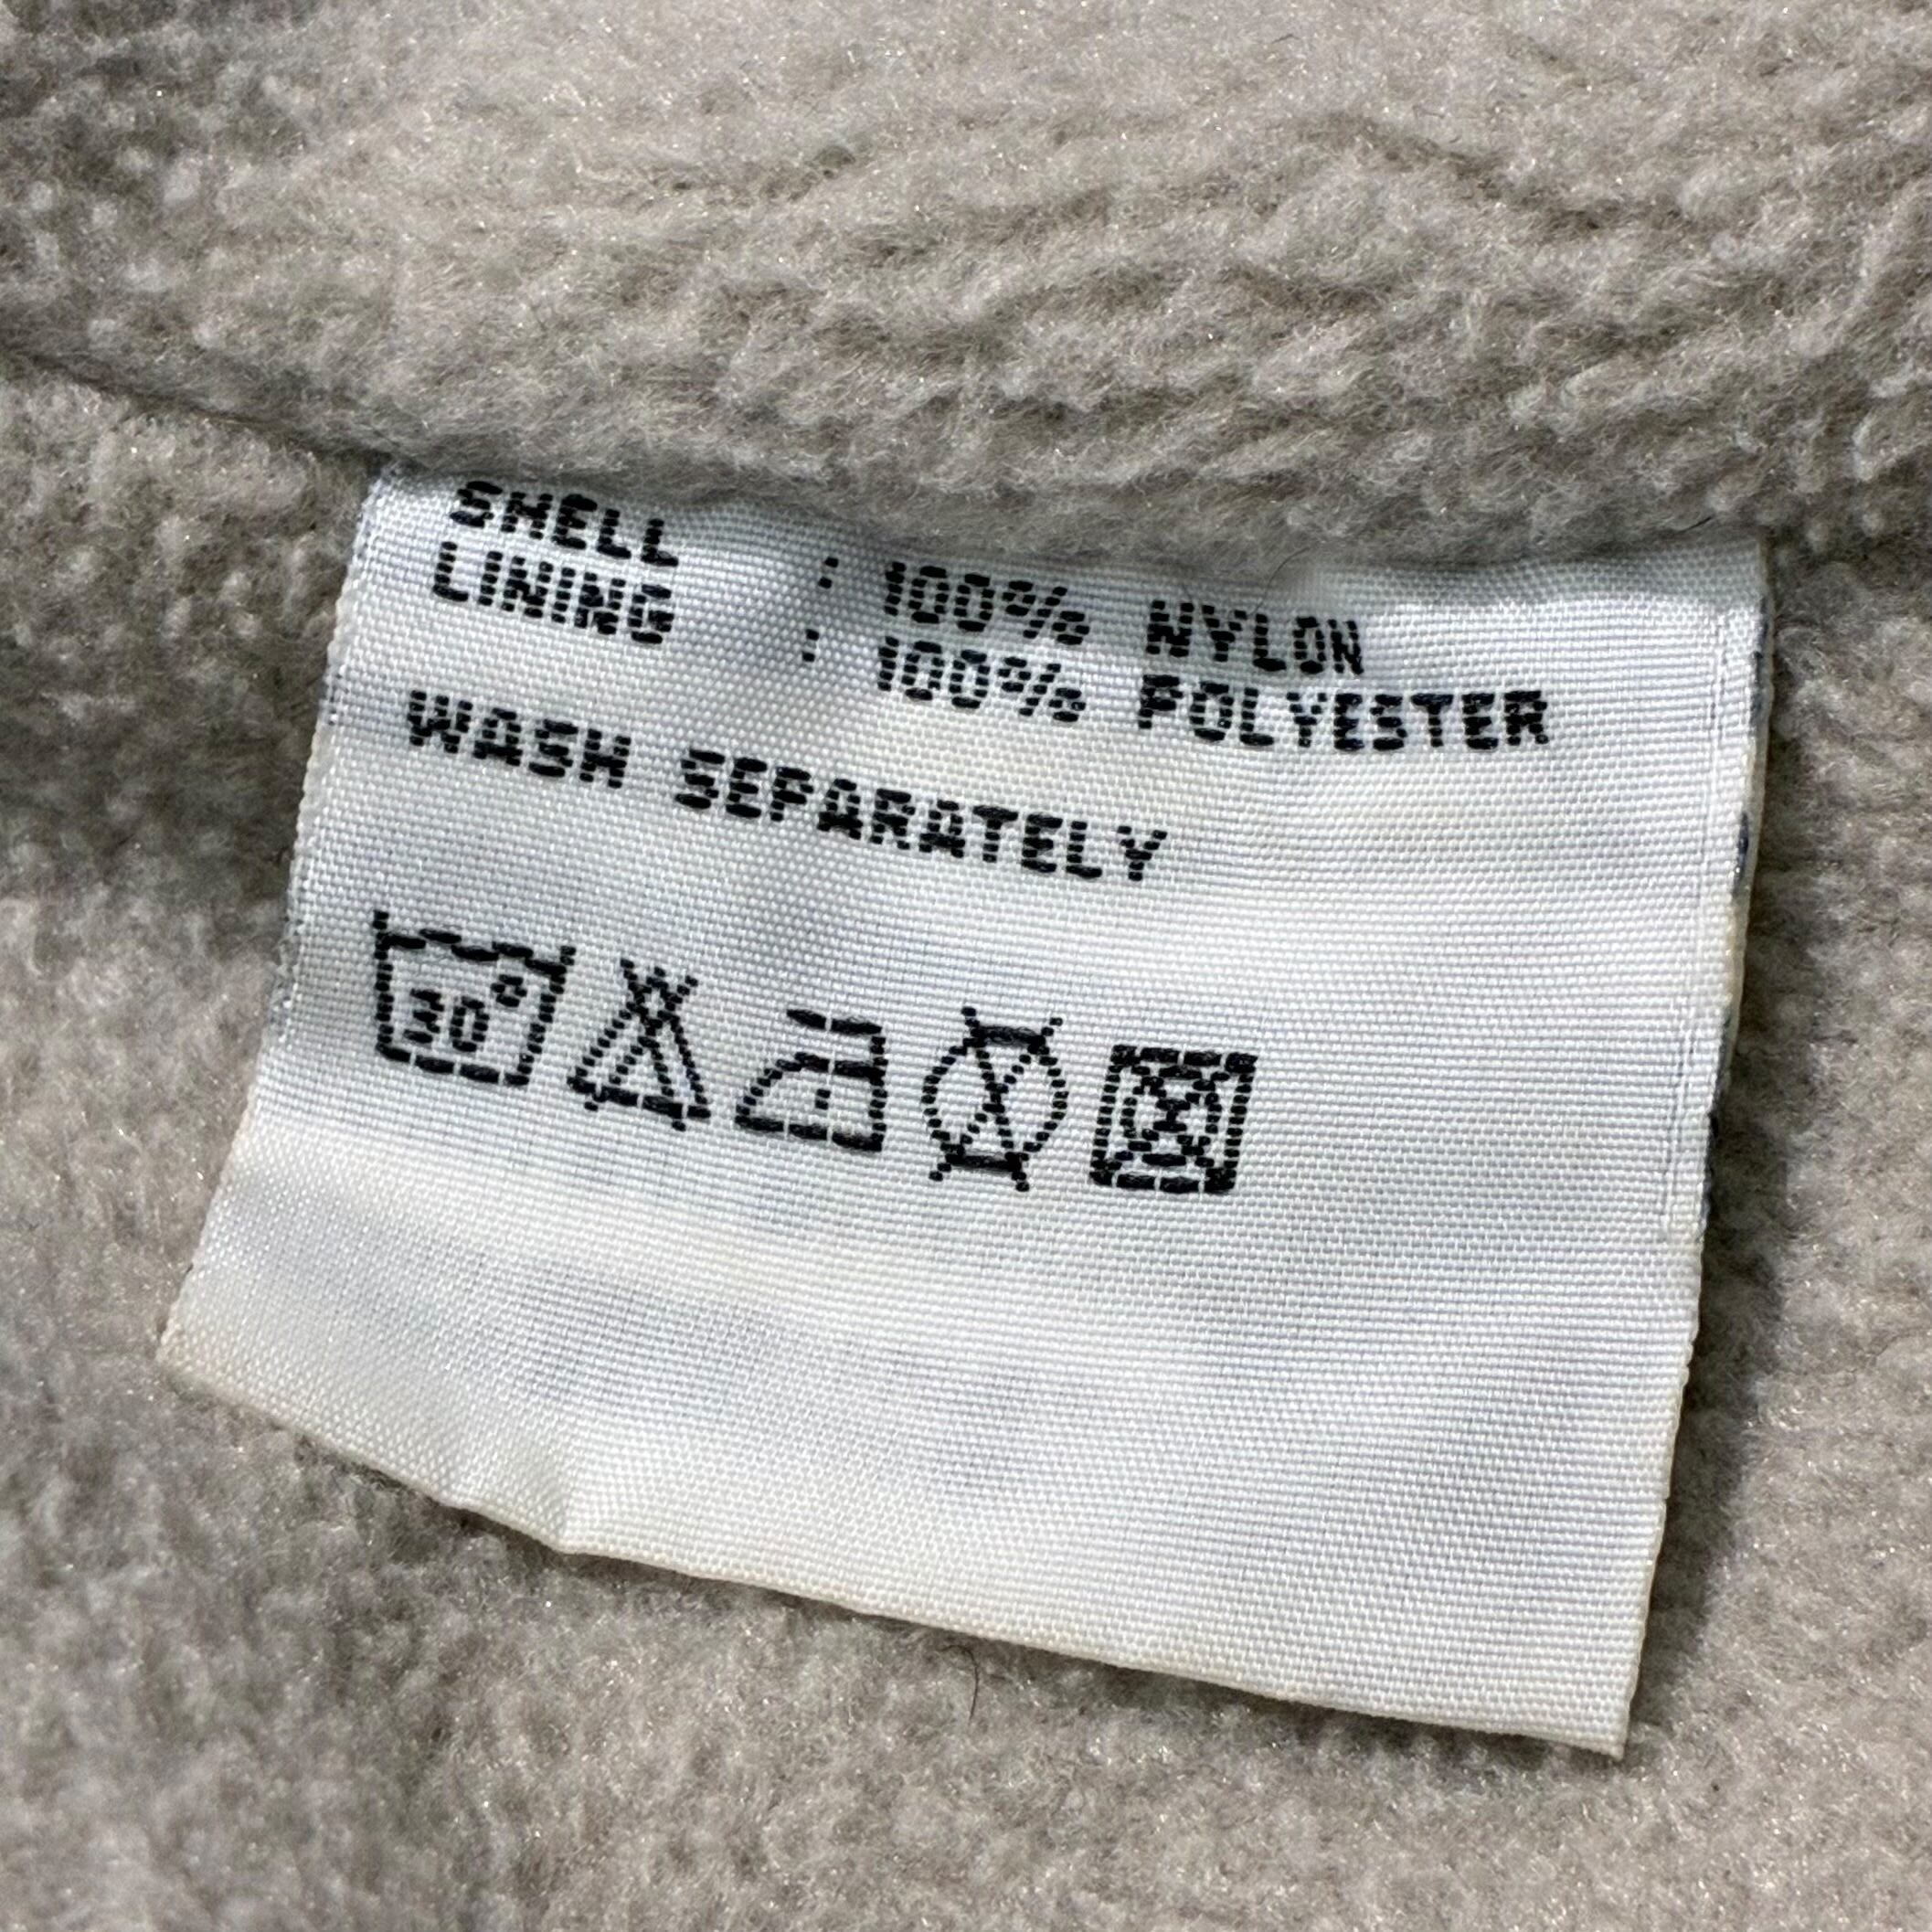 SHELL : 100% NYLON
LINING : 100% POLYESTER
WASH SEPARATELY
30°